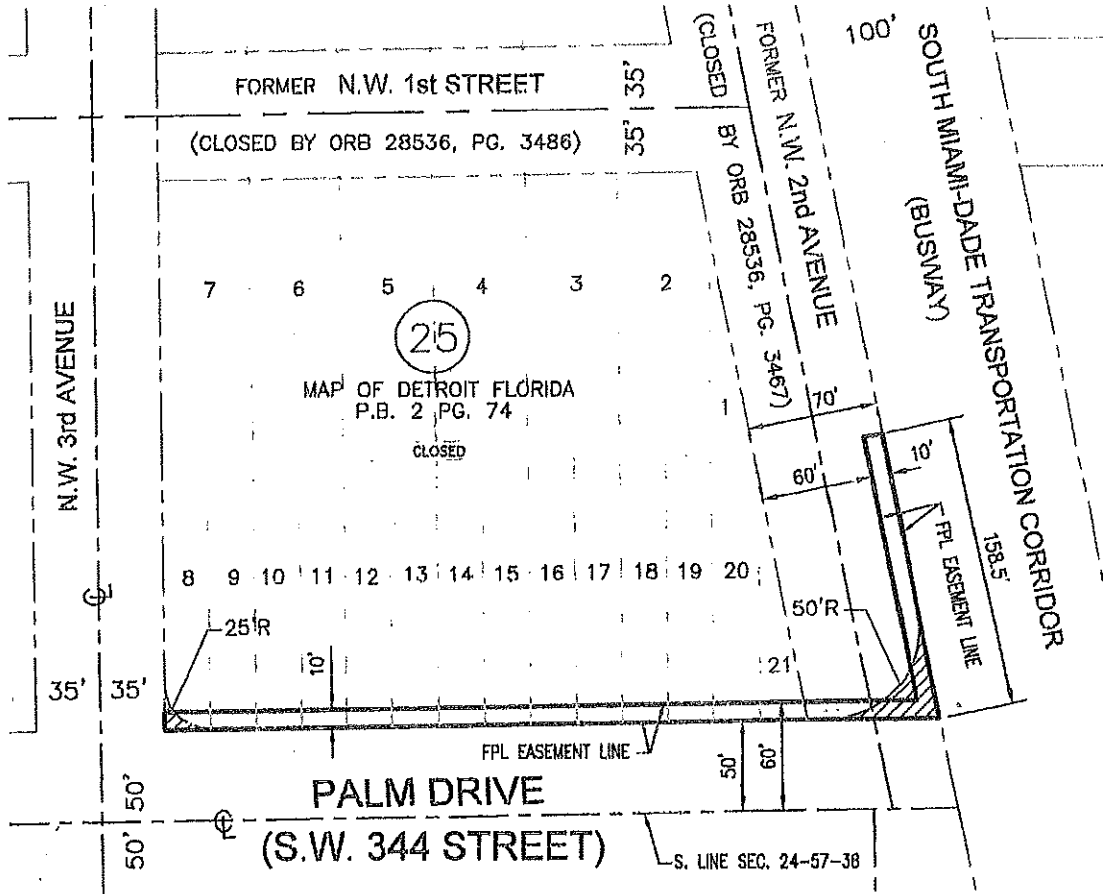 100'
FORMER N.W. 1st STREET
35'
35'
(CLOSED BY ORB 28536, PG. 3486)
(CLOSED BY ORB 28536, PG. 3467)
FORMER N.W. 2nd AVENUE
SOUTH MIAMI-DADE TRANSPORTATION CORRIDOR
(BUSWAY)
7 6 5 4 3 2
25
MAP OF DETROIT FLORIDA
P.B. 2 PG. 74
CLOSED
1
N.W. 3rd AVENUE
70'
10'
60'
FPL EASEMENT LINE
158.5'
8 9 10 11 12 13 14 15 16 17 18 19 20
25'R
50'R
21
35' 35'
10'
FPL EASEMENT LINE
50'
60'
50'
50'
PALM DRIVE
(S.W. 344 STREET)
S. LINE SEC. 24-57-38